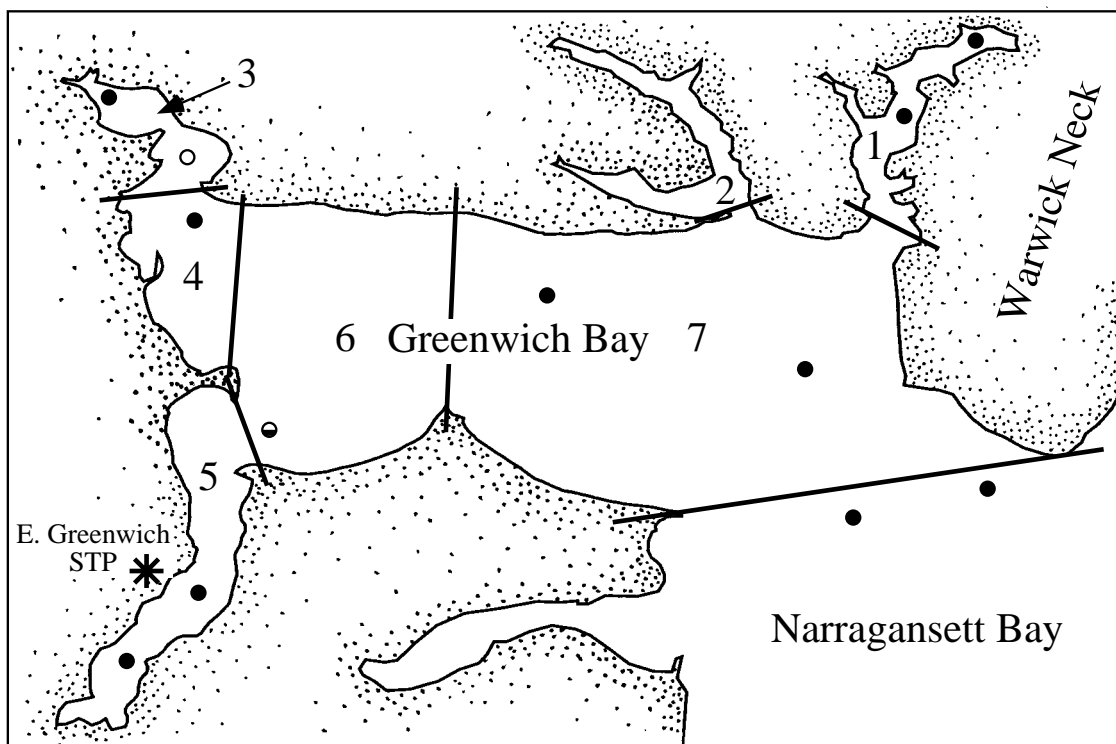 3
1
2
Warwick Neck
4
6 Greenwich Bay 7
5
E. Greenwich
STP
Narragansett Bay